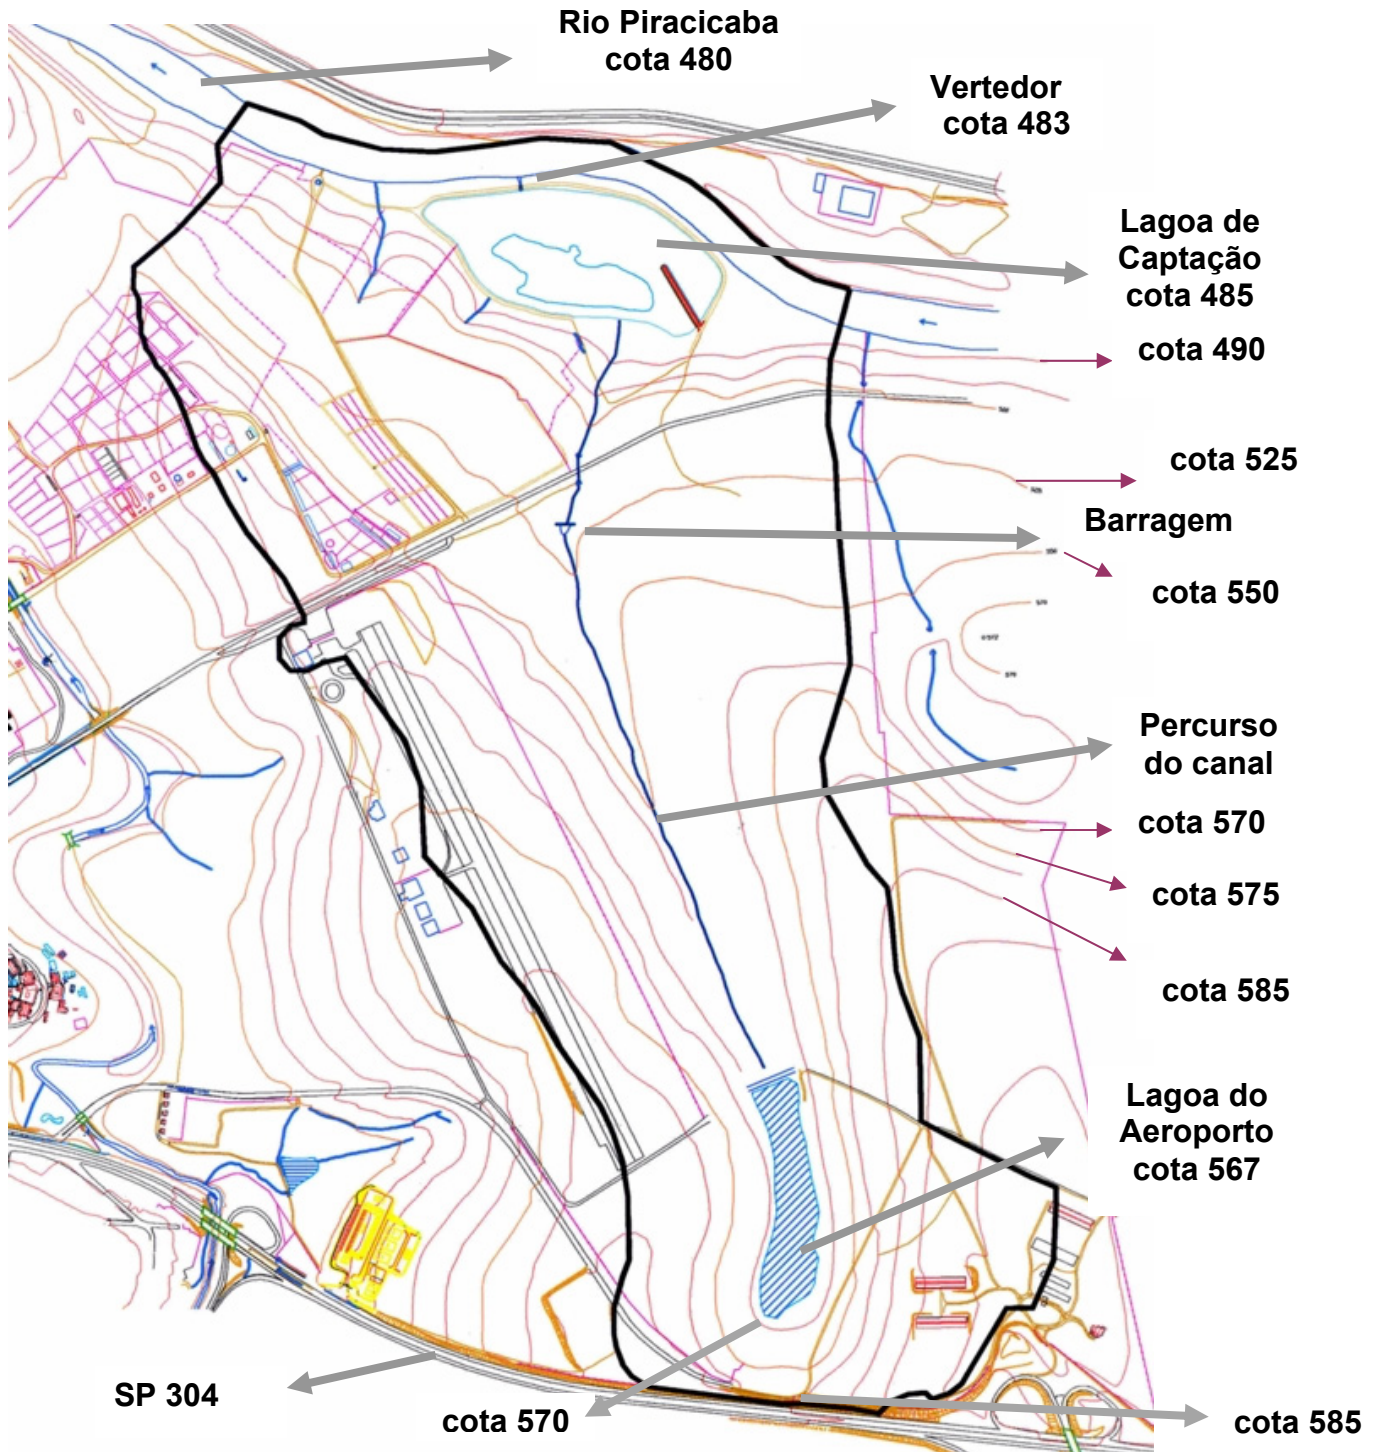 Rio Piracicaba
cota 480
Vertedor
cota 483
Lagoa de
Captação
cota 485
cota 490
cota 525
Barragem
cota 550
Percurso
do canal
cota 570
cota 575
cota 585
Lagoa do
Aeroporto
cota 567
SP 304
cota 570
cota 585